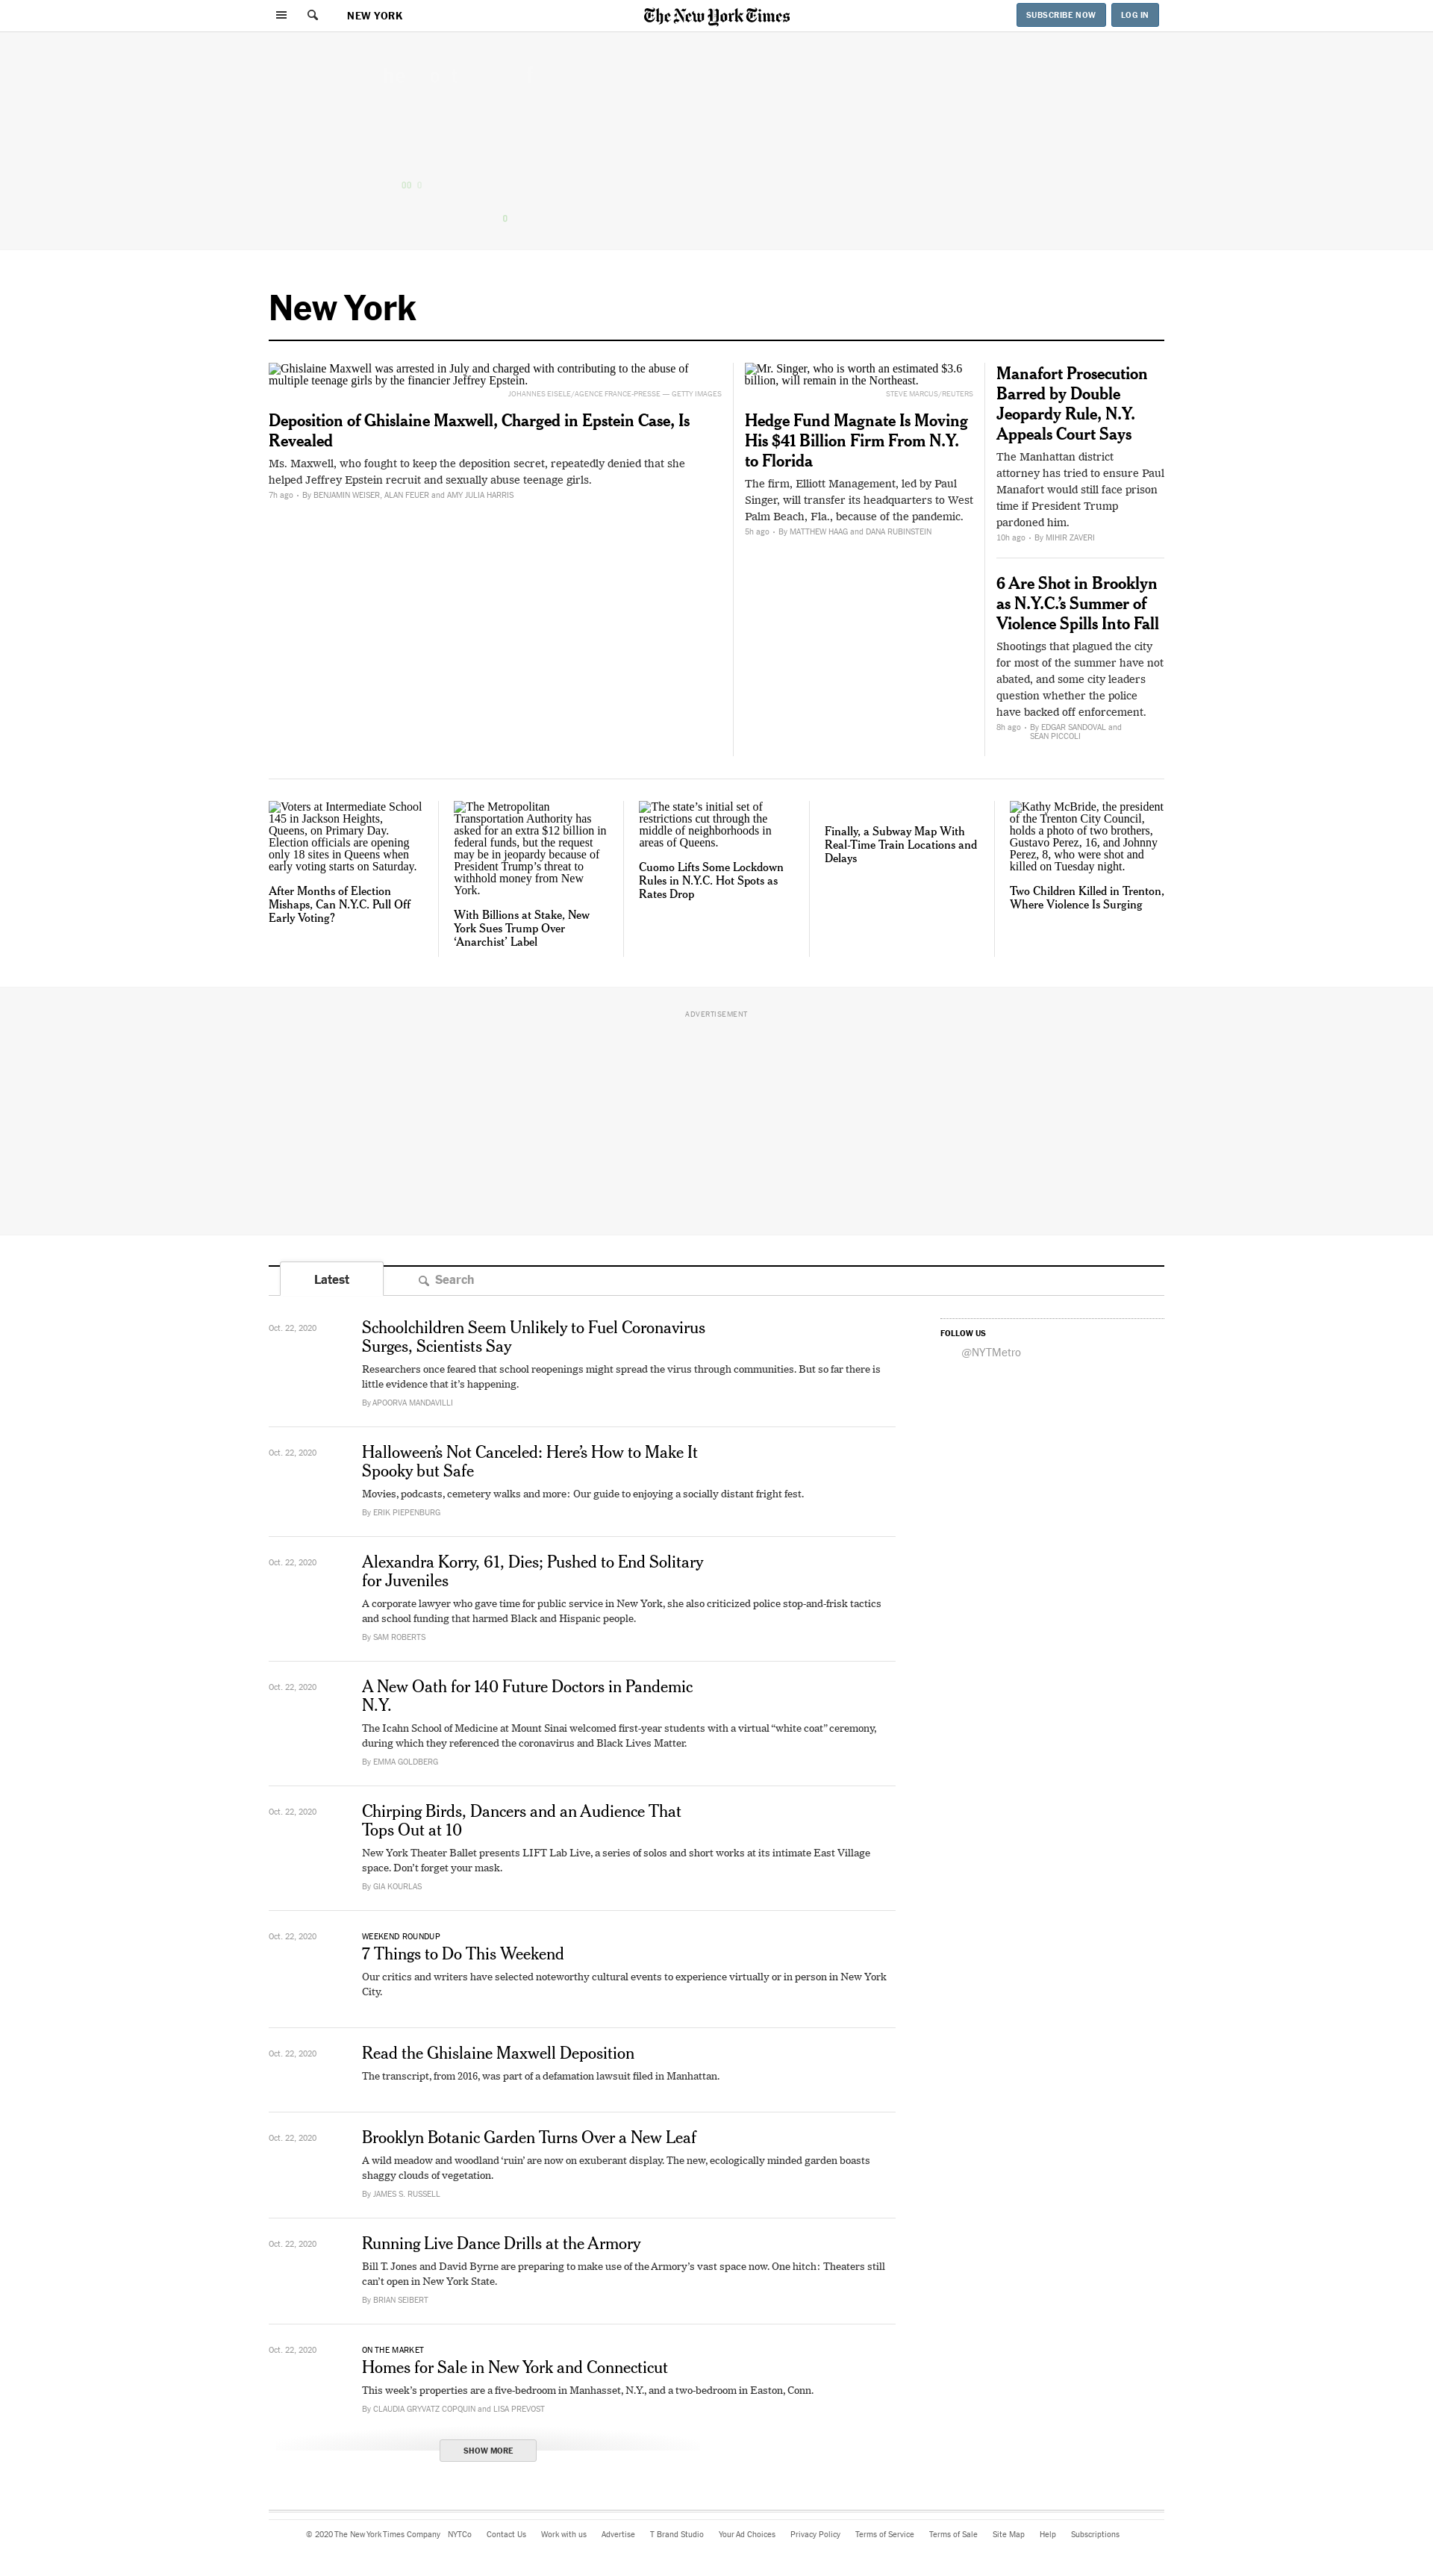 NEW YORK
The New York Times
SUBSCRIBE NOW
LOG IN
New York
Ghislaine Maxwell was arrested in July and charged with contributing to the abuse of
multiple teenage girls by the financier Jeffrey Epstein.
JOHANNES EISELE/AGENCE FRANCE-PRESSE — GETTY IMAGES
Deposition of Ghislaine Maxwell, Charged in Epstein Case, Is
Revealed
Ms. Maxwell, who fought to keep the deposition secret, repeatedly denied that she
helped Jeffrey Epstein recruit and sexually abuse teenage girls.
7h ago • By BENJAMIN WEISER, ALAN FEUER and AMY JULIA HARRIS
Mr. Singer, who is worth an estimated $3.6
billion, will remain in the Northeast.
STEVE MARCUS/REUTERS
Hedge Fund Magnate Is Moving
His $41 Billion Firm From N.Y.
to Florida
The firm, Elliott Management, led by Paul
Singer, will transfer its headquarters to West
Palm Beach, Fla., because of the pandemic.
5h ago • By MATTHEW HAAG and DANA RUBINSTEIN
Manafort Prosecution
Barred by Double
Jeopardy Rule, N.Y.
Appeals Court Says
The Manhattan district
attorney has tried to ensure Paul
Manafort would still face prison
time if President Trump
pardoned him.
10h ago • By MIHIR ZAVERI
6 Are Shot in Brooklyn
as N.Y.C.’s Summer of
Violence Spills Into Fall
Shootings that plagued the city
for most of the summer have not
abated, and some city leaders
question whether the police
have backed off enforcement.
8h ago • By EDGAR SANDOVAL and
SEAN PICCOLI
Voters at Intermediate School
145 in Jackson Heights,
Queens, on Primary Day.
Election officials are opening
only 18 sites in Queens when
early voting starts on Saturday.
After Months of Election
Mishaps, Can N.Y.C. Pull Off
Early Voting?
The Metropolitan
Transportation Authority has
asked for an extra $12 billion in
federal funds, but the request
may be in jeopardy because of
President Trump’s threat to
withhold money from New
York.
With Billions at Stake, New
York Sues Trump Over
‘Anarchist’ Label
The state’s initial set of
restrictions cut through the
middle of neighborhoods in
areas of Queens.
Cuomo Lifts Some Lockdown
Rules in N.Y.C. Hot Spots as
Rates Drop
Finally, a Subway Map With
Real-Time Train Locations and
Delays
Kathy McBride, the president
of the Trenton City Council,
holds a photo of two brothers,
Gustavo Perez, 16, and Johnny
Perez, 8, who were shot and
killed on Tuesday night.
Two Children Killed in Trenton,
Where Violence Is Surging
ADVERTISEMENT
Latest
Search
Oct. 22, 2020
Schoolchildren Seem Unlikely to Fuel Coronavirus
Surges, Scientists Say
Researchers once feared that school reopenings might spread the virus through communities. But so far there is
little evidence that it’s happening.
By APOORVA MANDAVILLI
FOLLOW US
@NYTMetro
Oct. 22, 2020
Halloween’s Not Canceled: Here’s How to Make It
Spooky but Safe
Movies, podcasts, cemetery walks and more: Our guide to enjoying a socially distant fright fest.
By ERIK PIEPENBURG
Oct. 22, 2020
Alexandra Korry, 61, Dies; Pushed to End Solitary
for Juveniles
A corporate lawyer who gave time for public service in New York, she also criticized police stop-and-frisk tactics
and school funding that harmed Black and Hispanic people.
By SAM ROBERTS
Oct. 22, 2020
A New Oath for 140 Future Doctors in Pandemic
N.Y.
The Icahn School of Medicine at Mount Sinai welcomed first-year students with a virtual “white coat” ceremony,
during which they referenced the coronavirus and Black Lives Matter.
By EMMA GOLDBERG
Oct. 22, 2020
Chirping Birds, Dancers and an Audience That
Tops Out at 10
New York Theater Ballet presents LIFT Lab Live, a series of solos and short works at its intimate East Village
space. Don’t forget your mask.
By GIA KOURLAS
Oct. 22, 2020
WEEKEND ROUNDUP
7 Things to Do This Weekend
Our critics and writers have selected noteworthy cultural events to experience virtually or in person in New York
City.
Oct. 22, 2020
Read the Ghislaine Maxwell Deposition
The transcript, from 2016, was part of a defamation lawsuit filed in Manhattan.
Oct. 22, 2020
Brooklyn Botanic Garden Turns Over a New Leaf
A wild meadow and woodland ‘ruin’ are now on exuberant display. The new, ecologically minded garden boasts
shaggy clouds of vegetation.
By JAMES S. RUSSELL
Oct. 22, 2020
Running Live Dance Drills at the Armory
Bill T. Jones and David Byrne are preparing to make use of the Armory’s vast space now. One hitch: Theaters still
can’t open in New York State.
By BRIAN SEIBERT
Oct. 22, 2020
ON THE MARKET
Homes for Sale in New York and Connecticut
This week’s properties are a five-bedroom in Manhasset, N.Y., and a two-bedroom in Easton, Conn.
By CLAUDIA GRYVATZ COPQUIN and LISA PREVOST
SHOW MORE
© 2020 The New York Times Company NYTCo Contact Us Work with us Advertise T Brand Studio Your Ad Choices Privacy Policy Terms of Service Terms of Sale Site Map Help Subscriptions